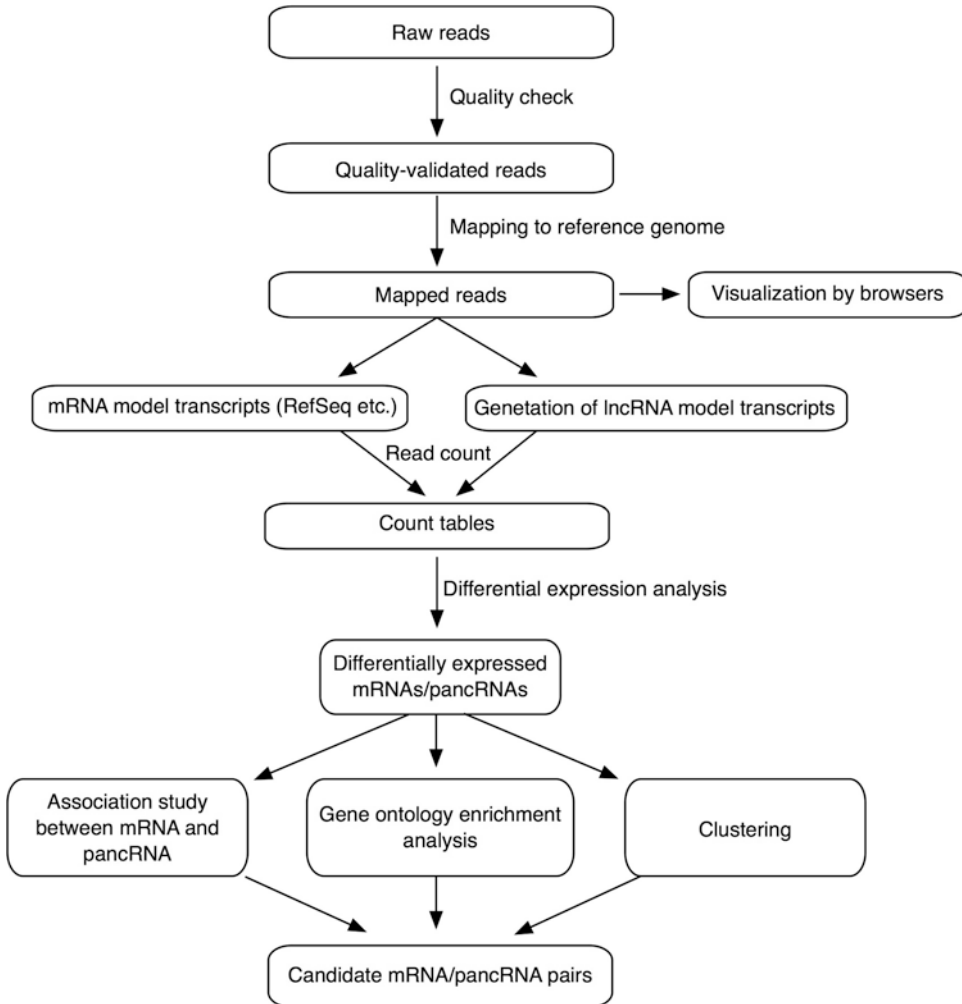 Raw reads
Quality check
Quality-validated reads
Mapping to reference genome
Mapped reads
Visualization by browsers
mRNA model transcripts (RefSeq etc.)
Genetation of lncRNA model transcripts
Read count
Count tables
Differential expression analysis
Differentially expressed
mRNAs/pancRNAs
Association study
between mRNA and
pancRNA
Gene ontology enrichment
analysis
Clustering
Candidate mRNA/pancRNA pairs